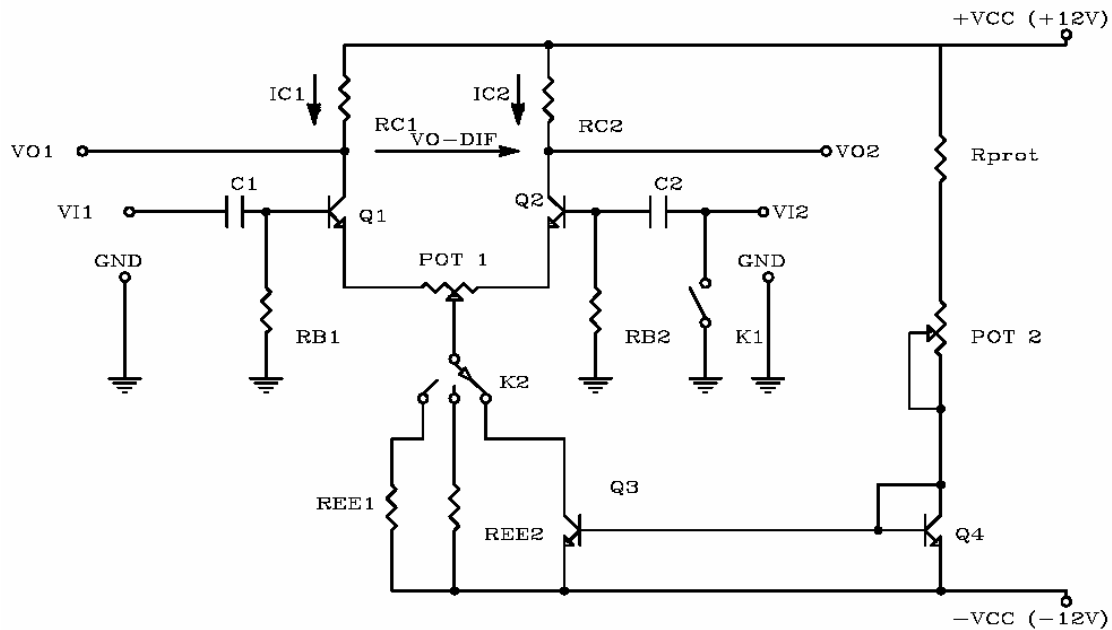 +VCC (+12V)
IC1
IC2
RC1
VO-DIF
RC2
VO1
VO2
Rprot
C1
C2
VI1
Q1
Q2
VI2
GND
POT 1
GND
RB1
RB2
K1
POT 2
K2
REE1
REE2
Q3
Q4
-VCC (-12V)